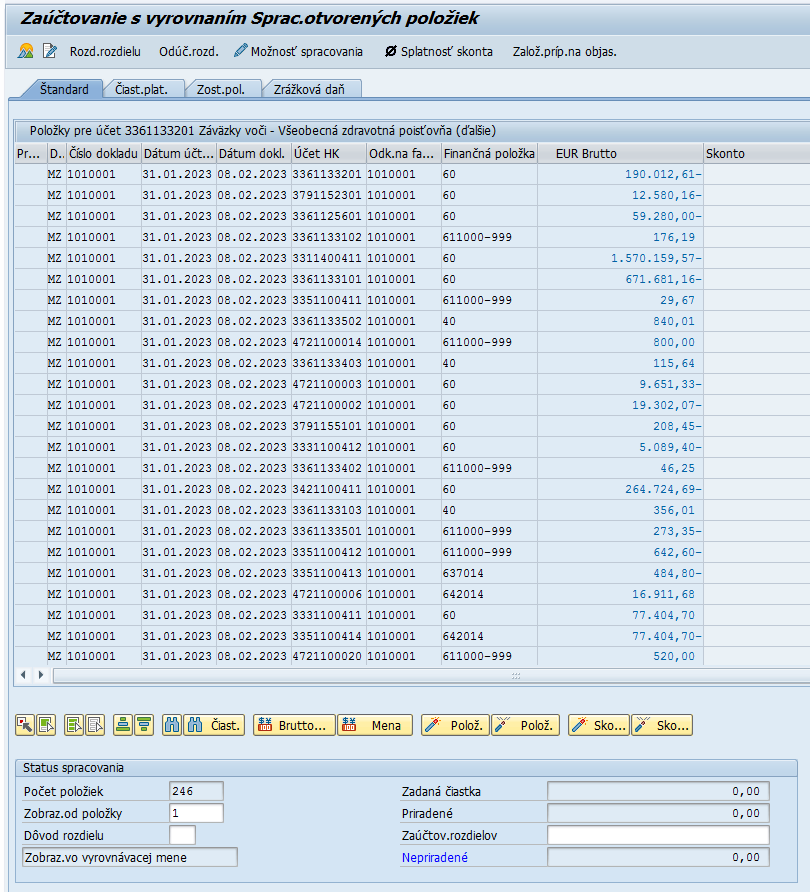 Zaúčtovanie s vyrovnaním Sprac.otvorených položiek
Rozd.rozdielu Odúč.rozd. Možnosť spracovania Splatnosť skonta Založ.príp.na objas.
Štandard Čiast.plat. Zost.pol. Zrážková daň
Položky pre účet 3361133201 Záväzky voči - Všeobecná zdravotná poisťovňa (ďalšie)
Pr... D.. Číslo dokladu Dátum účt... Dátum dokl. Účet HK Odk.na fa... Finančná položka EUR Brutto Skonto
MZ 1010001 31.01.2023 08.02.2023 3361133201 1010001 60 190.012,61-
MZ 1010001 31.01.2023 08.02.2023 3791152301 1010001 60 12.580,16-
MZ 1010001 31.01.2023 08.02.2023 3361125601 1010001 60 59.280,00-
MZ 1010001 31.01.2023 08.02.2023 3361133102 1010001 611000-999 176,19
MZ 1010001 31.01.2023 08.02.2023 3311400411 1010001 60 1.570.159,57-
MZ 1010001 31.01.2023 08.02.2023 3361133101 1010001 60 671.681,16-
MZ 1010001 31.01.2023 08.02.2023 3351100411 1010001 611000-999 29,67
MZ 1010001 31.01.2023 08.02.2023 3361133502 1010001 40 840,01
MZ 1010001 31.01.2023 08.02.2023 4721100014 1010001 611000-999 800,00
MZ 1010001 31.01.2023 08.02.2023 3361133403 1010001 40 115,64
MZ 1010001 31.01.2023 08.02.2023 4721100003 1010001 60 9.651,33-
MZ 1010001 31.01.2023 08.02.2023 4721100002 1010001 60 19.302,07-
MZ 1010001 31.01.2023 08.02.2023 3791155101 1010001 60 208,45-
MZ 1010001 31.01.2023 08.02.2023 3331100412 1010001 60 5.089,40-
MZ 1010001 31.01.2023 08.02.2023 3361133402 1010001 611000-999 46,25
MZ 1010001 31.01.2023 08.02.2023 3421100411 1010001 60 264.724,69-
MZ 1010001 31.01.2023 08.02.2023 3361133103 1010001 40 356,01
MZ 1010001 31.01.2023 08.02.2023 3361133501 1010001 611000-999 273,35-
MZ 1010001 31.01.2023 08.02.2023 3351100412 1010001 611000-999 642,60-
MZ 1010001 31.01.2023 08.02.2023 3351100413 1010001 637014 484,80-
MZ 1010001 31.01.2023 08.02.2023 4721100006 1010001 642014 16.911,68
MZ 1010001 31.01.2023 08.02.2023 3331100411 1010001 60 77.404,70
MZ 1010001 31.01.2023 08.02.2023 3351100414 1010001 642014 77.404,70-
MZ 1010001 31.01.2023 08.02.2023 4721100020 1010001 611000-999 520,00
Čiast. Brutto... Mena Polož. Polož. Sko... Sko...
Status spracovania
Počet položiek 246 Zadaná čiastka 0,00
Zobraz.od položky 1 Priradené 0,00
Dôvod rozdielu Zaúčtov.rozdielov
Zobraz.vo vyrovnávacej mene Nepriradené 0,00